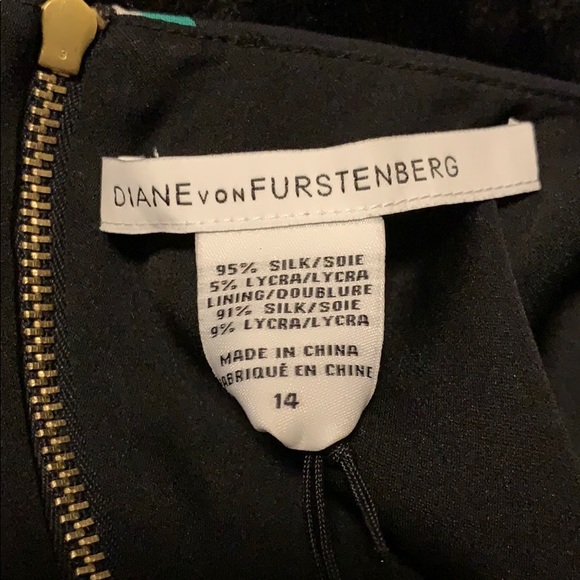 DIANE VON FURSTENBERG
95% SILK/SOIE
5% LYCRA/LYCRA
LINING/DOUBLURE
91% SILK/SOIE
9% LYCRA/LYCRA
MADE IN CHINA
FABRIQUÉ EN CHINE
14